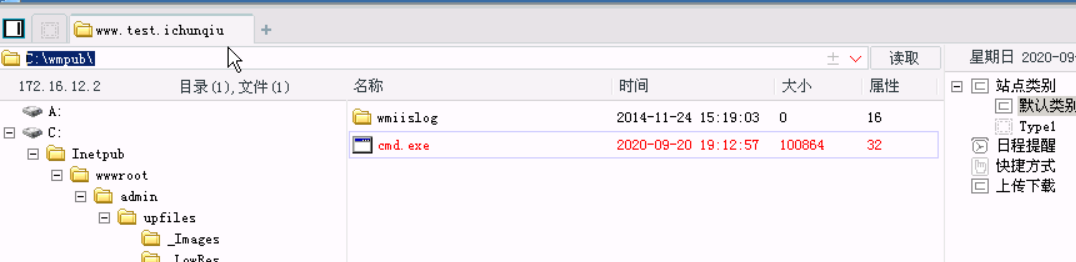 www.test.ichunqiu
C:\wmpub\
读取
星期日 2020-09-
172.16.12.2 目录(1),文件(1)
名称 时间 大小 属性
站点类别
默认类别
A:
wmiislog 2014-11-24 15:19:03 0 16
Type1
C:
cmd.exe 2020-09-20 19:12:57 100864 32
日程提醒
Inetpub
快捷方式
wwwroot
上传下载
admin
upfiles
_Images
_LowRes